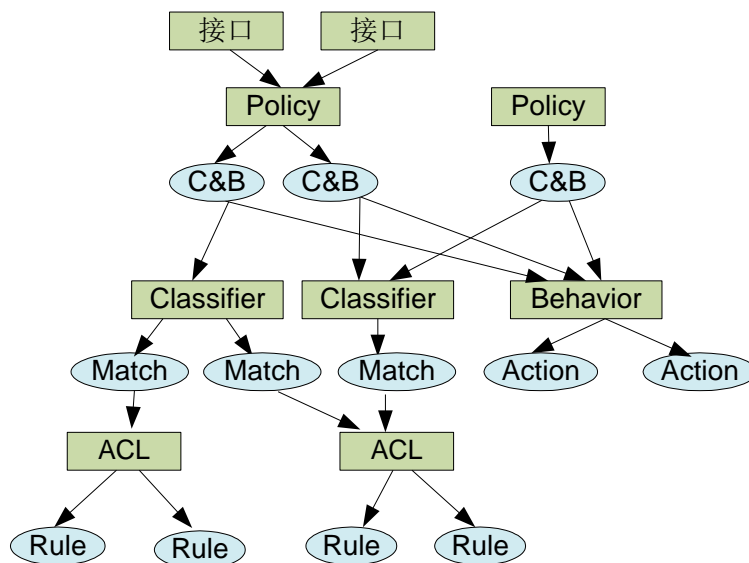 接口
接口
Policy
Policy
C&B
C&B
C&B
Classifier
Classifier
Behavior
Match
Match
Match
Action
Action
ACL
ACL
Rule
Rule
Rule
Rule